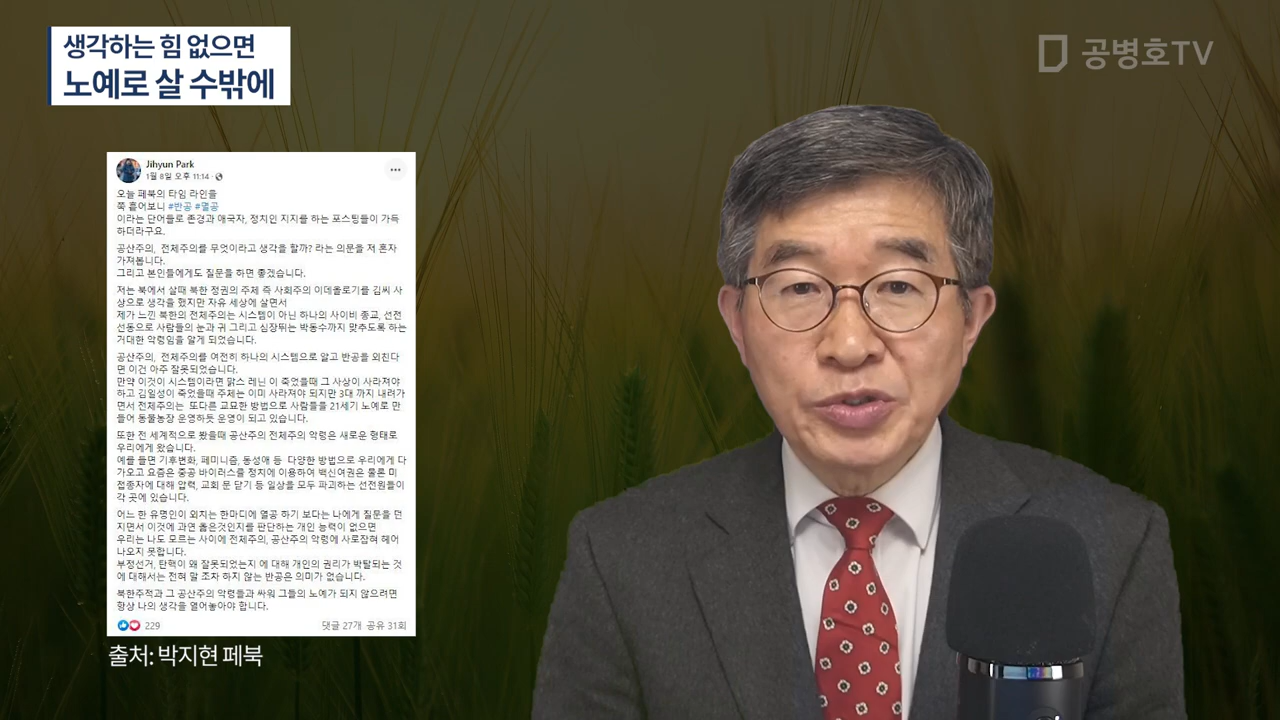 생각하는 힘 없으면
노예로 살 수밖에
공병호TV
Jihyun Park
1월 8일 오후 11:14
오늘 페북의 타임 라인을
쭉 흝어보니 #반공 #멸공
이라는 단어들로 존경과 애국자, 정치인 지지를 하는 포스팅들이 가득
하더라구요.
공산주의, 전체주의를 무엇이라고 생각을 할까? 라는 의문을 저 혼자
가져봅니다.
그리고 본인들에게도 질문을 하면 좋겠습니다.
저는 북에서 살때 북한 정권의 주체 즉 사회주의 이데올로기를 김씨 사
상으로 생각을 했지만 자유 세상에 살면서
제가 느낀 북한의 전체주의는 시스템이 아닌 하나의 사이비 종교, 선전
선동으로 사람들의 눈과 귀 그리고 심장뛰는 박동수까지 맞추도록 하는
거대한 악령임을 알게 되었습니다.
공산주의, 전체주의를 여전히 하나의 시스템으로 알고 반공을 외친다
면 이건 아주 잘못되었습니다.
만약 이것이 시스템이라면 맑스 레닌 이 죽었을때 그 사상이 사라져야
하고 김일성이 죽었을때 주체는 이미 사라져야 되지만 3대 까지 내려가
면서 전체주의는 또다른 교묘한 방법으로 사람들을 21세기 노예로 만
들어 동물농장 운영하듯 운영이 되고 있습니다.
또한 전 세계적으로 봤을때 공산주의 전체주의 악령은 새로운 형태로
우리에게 왔습니다.
예를 들면 기후변화, 페미니즘, 동성애 등 다양한 방법으로 우리에게 다
가오고 요즘은 중공 바이러스를 정치에 이용하여 백신여권은 물론 미
접종자에 대해 압력, 교회 문 닫기 등 일상을 모두 파괴하는 선전원들이
각 곳에 있습니다.
어느 한 유명인이 외치는 한마디에 열공 하기 보다는 나에게 질문을 던
지면서 이것에 과연 옳은것인지를 판단하는 개인 능력이 없으면
우리는 나도 모르는 사이에 전체주의, 공산주의 악령에 사로잡혀 헤어
나오지 못합니다.
부정선거, 탄핵이 왜 잘못되었는지 에 대해 개인의 권리가 박탈되는 것
에 대해서는 전혀 말 조차 하지 않는 반공은 의미가 없습니다.
북한주적과 그 공산주의 악령들과 싸워 그들의 노예가 되지 않으려면
항상 나의 생각을 열어놓아야 합니다.
229
댓글 27개 공유 31회
출처: 박지현 페북